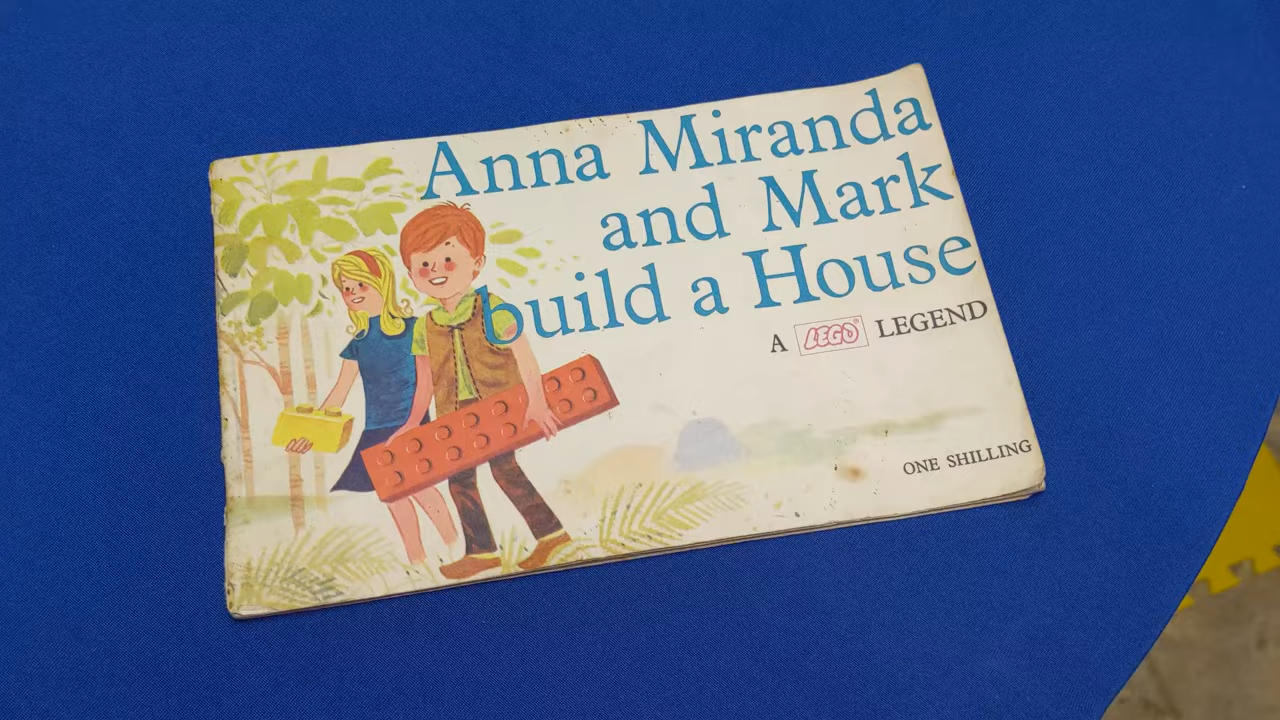 Anna Miranda
and Mark
build a House
A LEGO LEGEND
ONE SHILLING